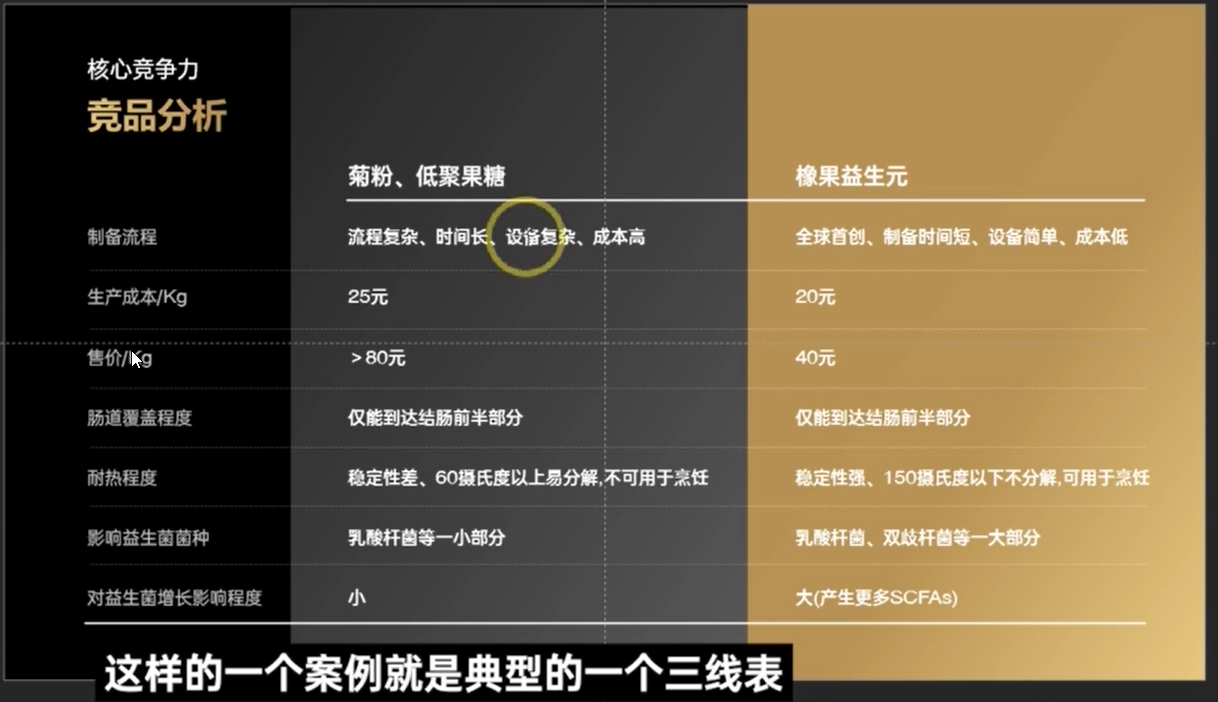 核心竞争力
竞品分析
菊粉、低聚果糖 橡果益生元
制备流程 流程复杂、时间长、设备复杂、成本高 全球首创、制备时间短、设备简单、成本低
生产成本/Kg 25元 20元
售价/Kg ＞80元 40元
肠道覆盖程度 仅能到达结肠前半部分 仅能到达结肠前半部分
耐热程度 稳定性差、60摄氏度以上易分解,不可用于烹饪 稳定性强、150摄氏度以下不分解,可用于烹饪
影响益生菌菌种 乳酸杆菌等一小部分 乳酸杆菌、双歧杆菌等一大部分
对益生菌增长影响程度 小 大(产生更多SCFAs)
这样的一个案例就是典型的一个三线表